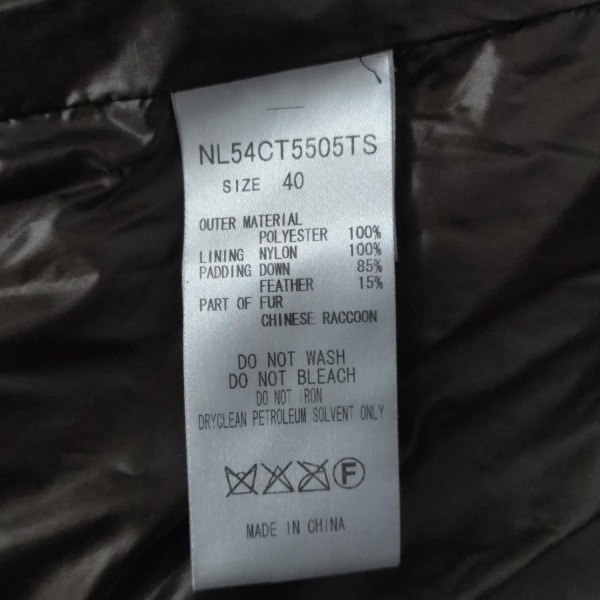 NL54CT5505TS
SIZE 40
OUTER MATERIAL
POLYESTER 100%
LINING NYLON 100%
PADDING DOWN 85%
FEATHER 15%
PART OF FUR
CHINESE RACCOON
DO NOT WASH
DO NOT BLEACH
DO NOT IRON
DRYCLEAN PETROLEUM SOLVENT ONLY
F
MADE IN CHINA